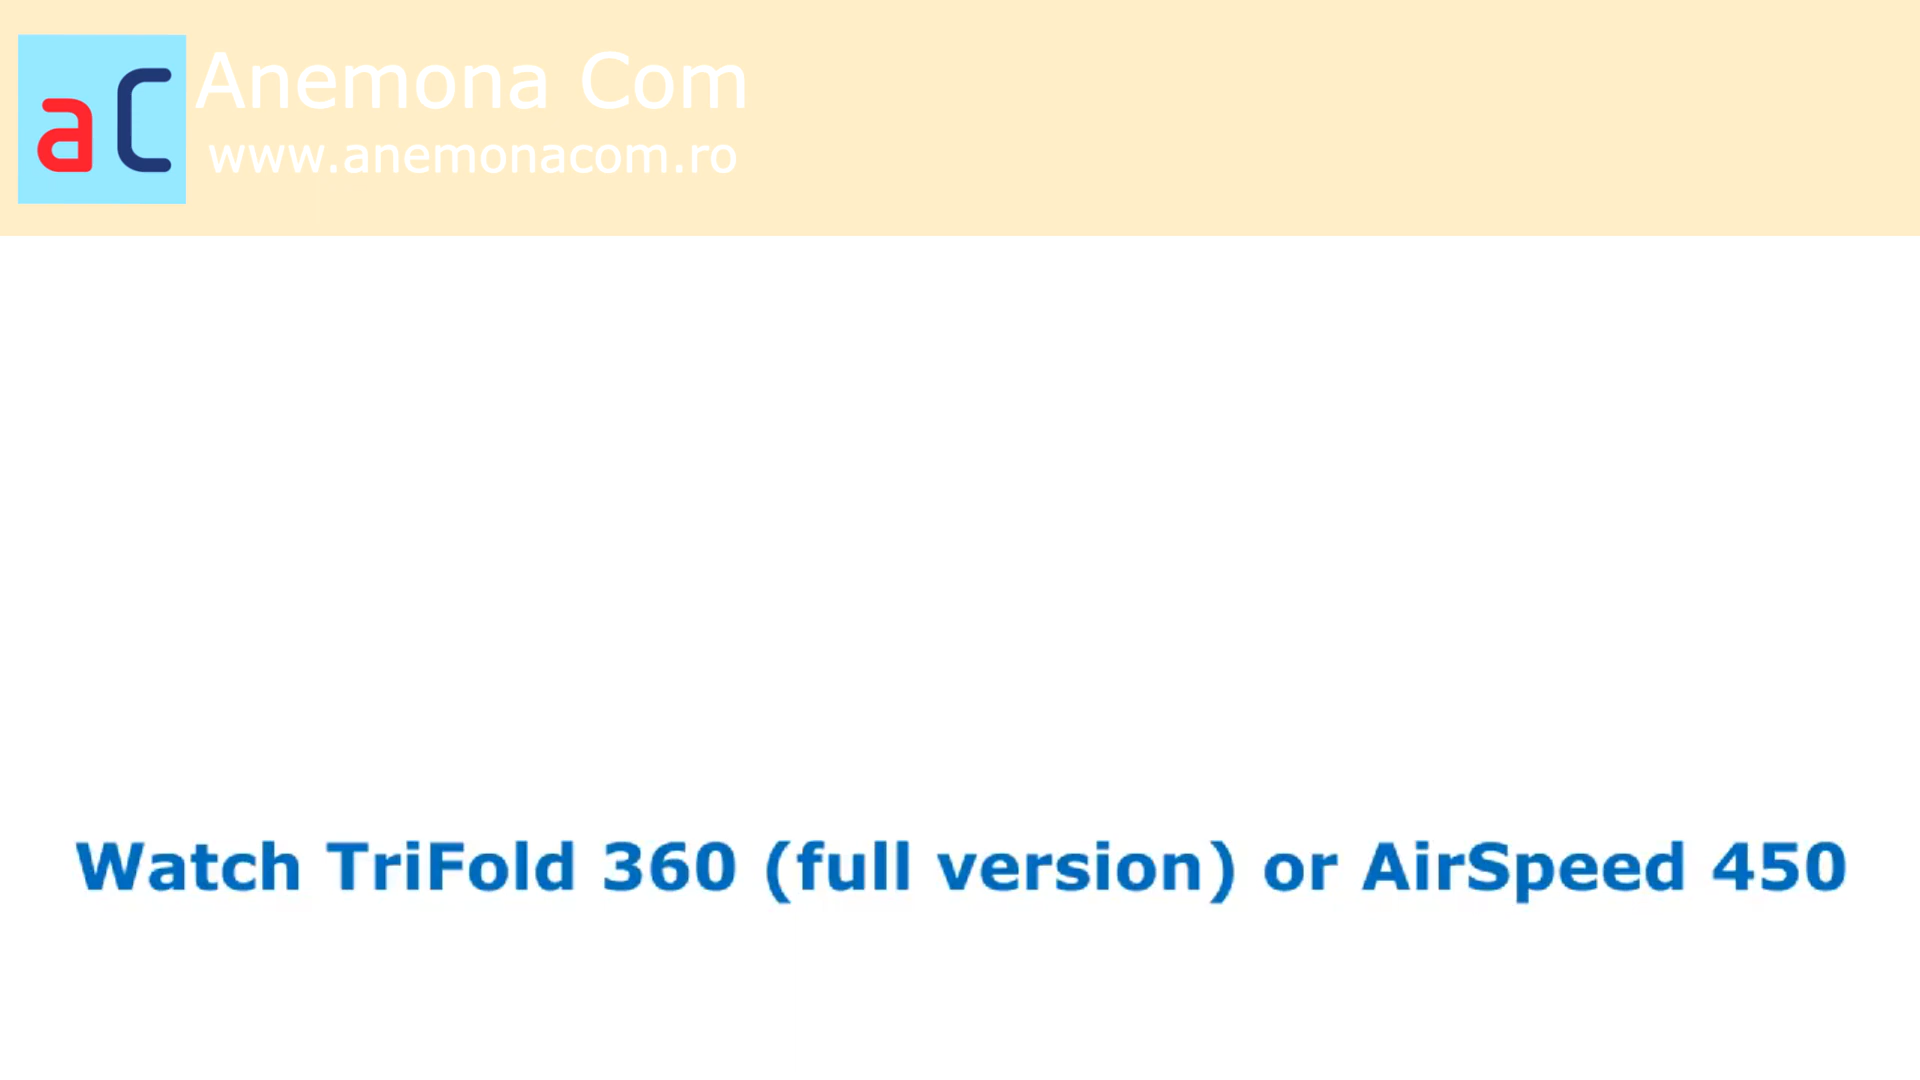 aC
Anemona Com
www.anemonacom.ro
Watch TriFold 360 (full version) or AirSpeed 450